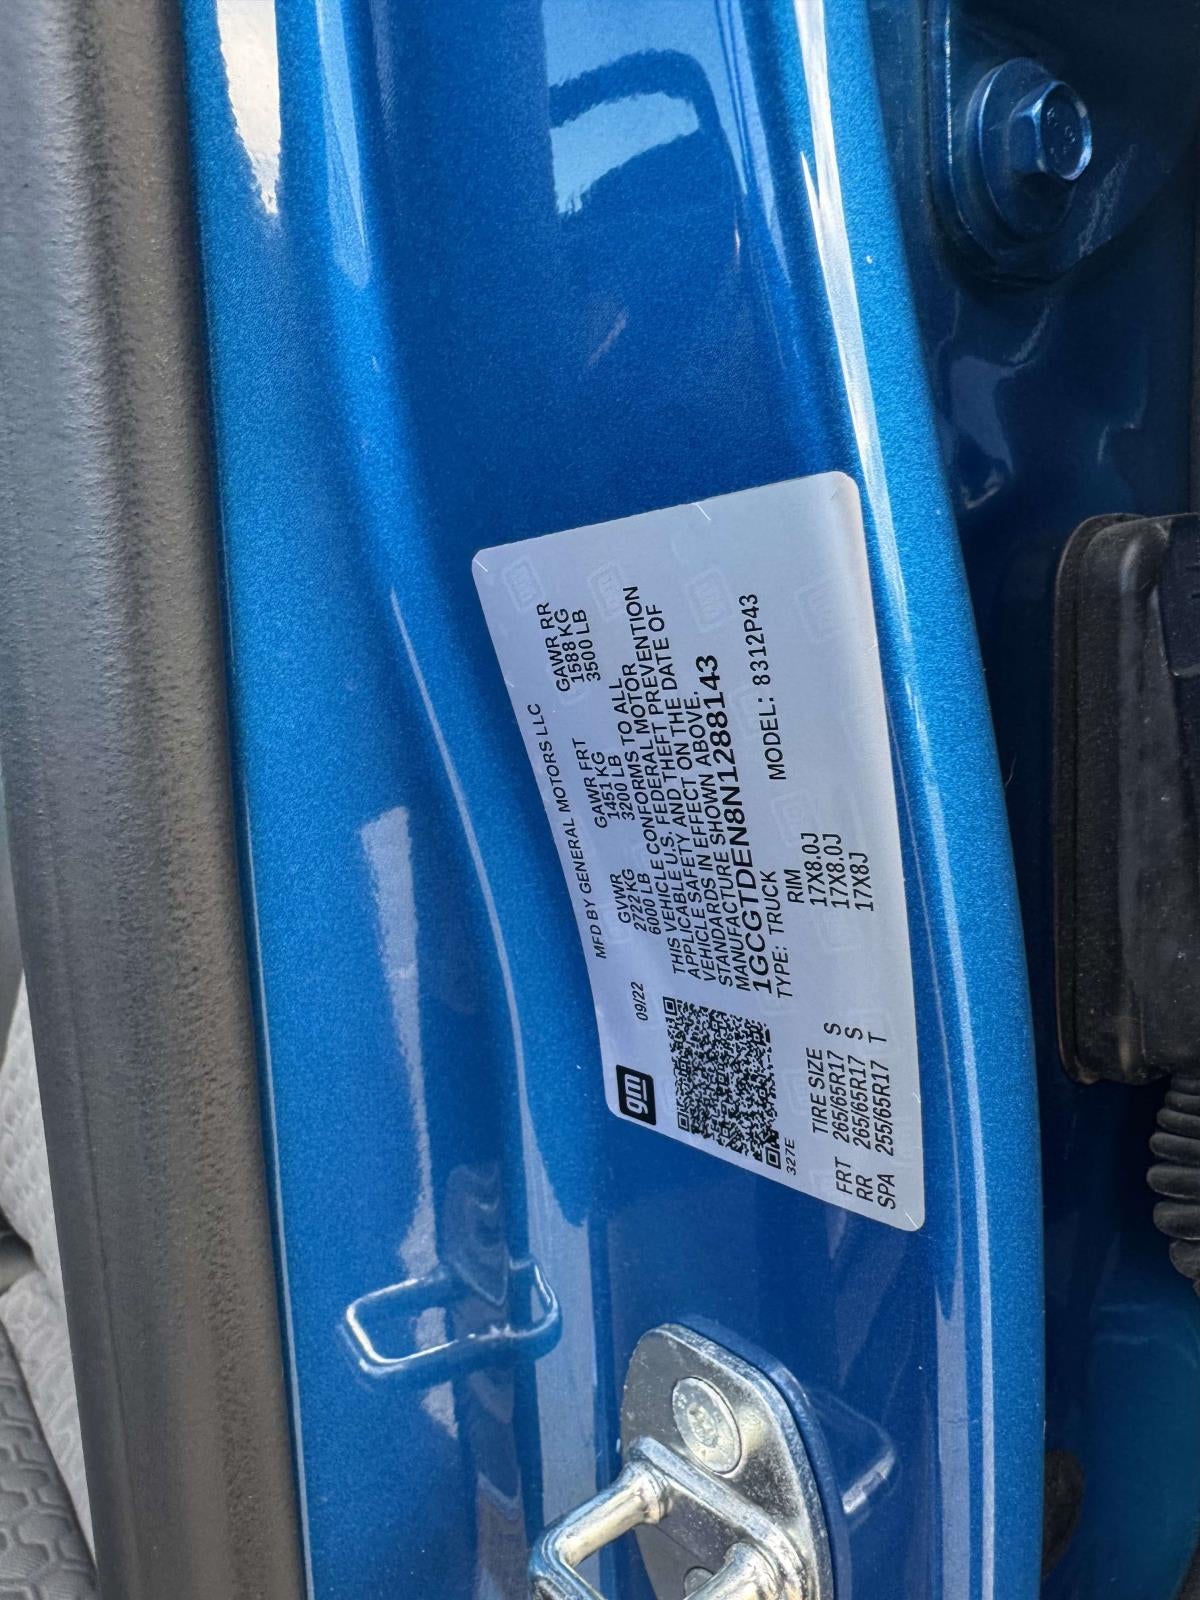 gm
09/22
MFD BY GENERAL MOTORS LLC
GVWR GAWR FRT GAWR RR
2722 KG 1451 KG 1588 KG
6000 LB 3200 LB 3500 LB
THIS VEHICLE CONFORMS TO ALL
APPLICABLE U.S. FEDERAL MOTOR
VEHICLE SAFETY AND THEFT PREVENTION
STANDARDS IN EFFECT ON THE DATE OF
MANUFACTURE SHOWN ABOVE.
1GCGTDEN8N1288143
TYPE: TRUCK MODEL: 8312P43
327E
TIRE SIZE RIM
FRT 265/65R17 S 17X8.0J
RR 265/65R17 S 17X8.0J
SPA 255/65R17 T 17X8J